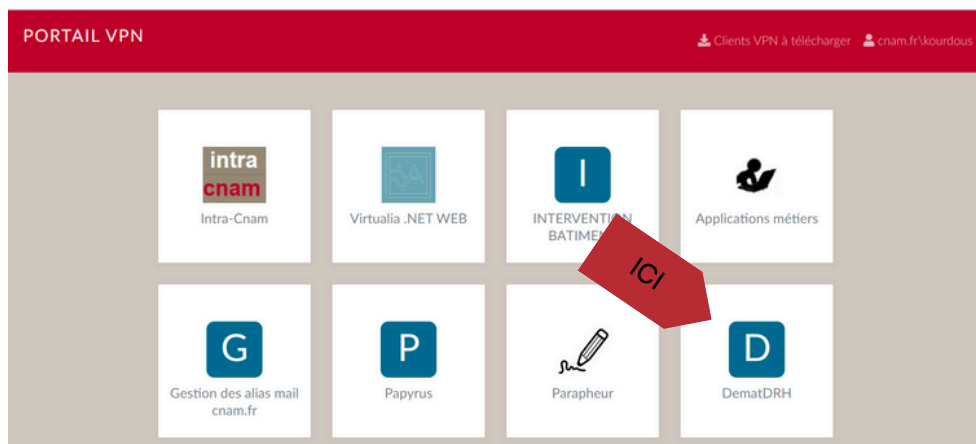 PORTAIL VPN
Clients VPN à télécharger cnam.fr\kourdous
intra
cnam
Intra-Cnam
Virtualia .NET WEB
I
INTERVENTION
Applications métiers
ICI
G
Gestion des alias mail
cnam.fr
P
Papyrus
Parapheur
D
DematDRH